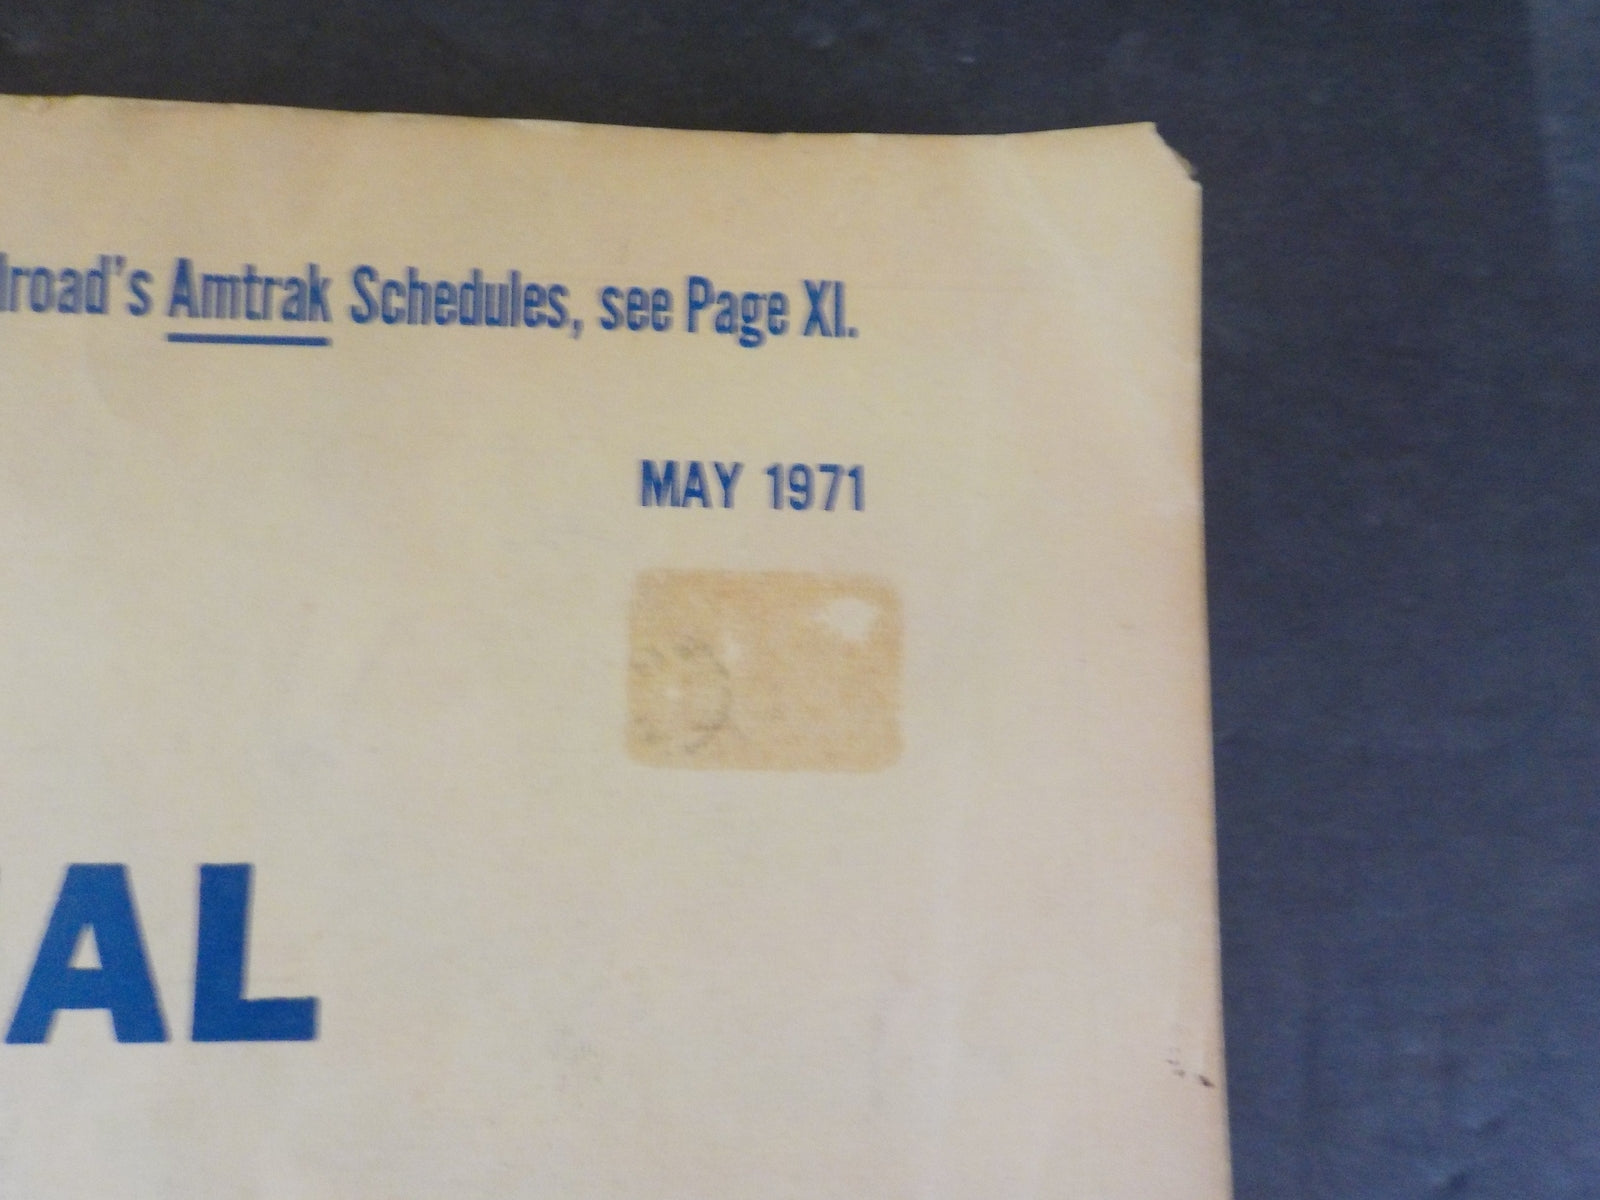 lroad's Amtrak Schedules, see Page XI.
MAY 1971
AL